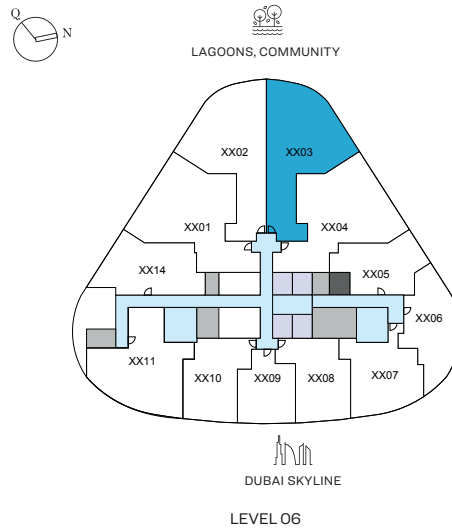 Q
N
LAGOONS, COMMUNITY
XX02
XX03
XX01
XX04
XX14
XX05
XX06
XX11
XX10
XX09
XX08
XX07
DUBAI SKYLINE
LEVEL 06